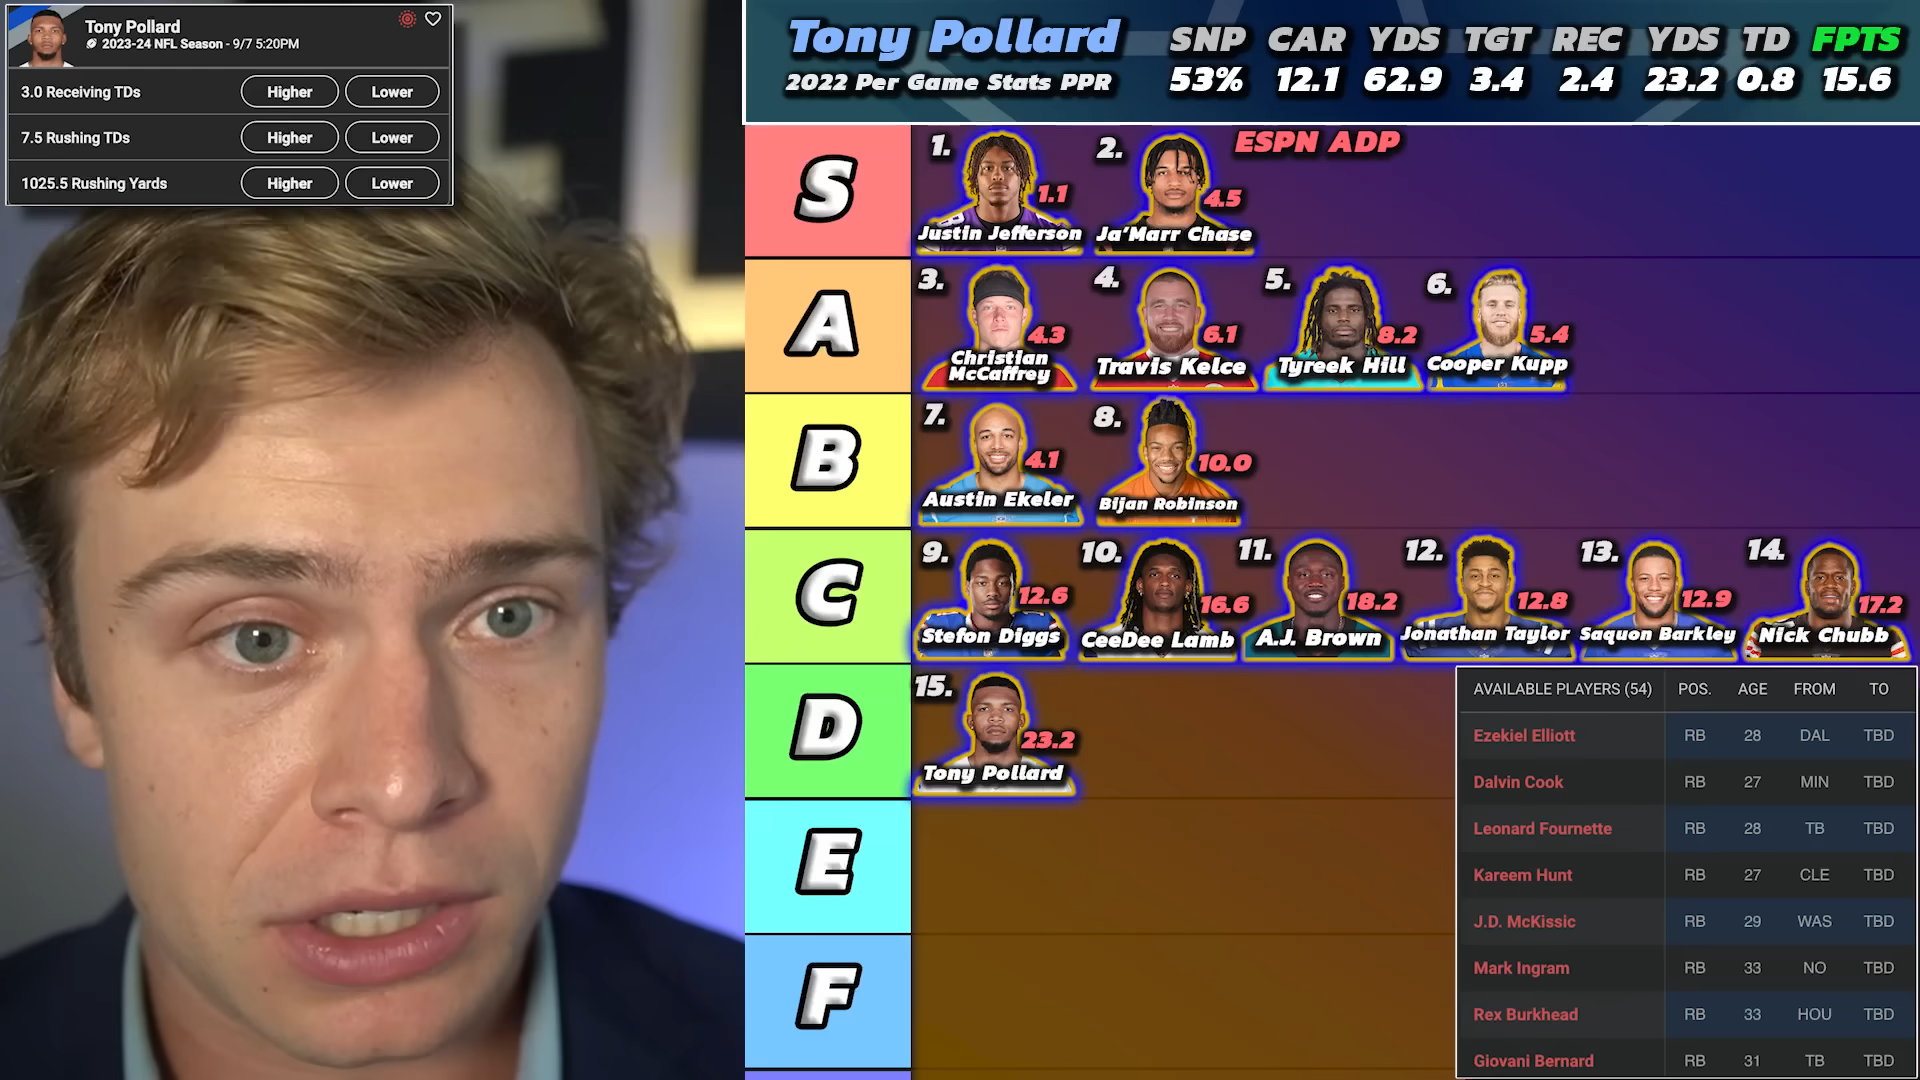 Tony Pollard
2023-24 NFL Season - 9/7 5:20PM
3.0 Receiving TDs Higher Lower
7.5 Rushing TDs Higher Lower
1025.5 Rushing Yards Higher Lower
Tony Pollard SNP CAR YDS TGT REC YDS TD FPTS
2022 Per Game Stats PPR 53% 12.1 62.9 3.4 2.4 23.2 0.8 15.6
ESPN ADP
S
1. 1.1 Justin Jefferson
2. 4.5 Ja'Marr Chase
A
3. 4.3 Christian
McCaffrey
4. 6.1 Travis Kelce
5. 8.2 Tyreek Hill
6. 5.4 Cooper Kupp
B
7. 4.1 Austin Ekeler
8. 10.0 Bijan Robinson
C
9. 12.6 Stefon Diggs
10. 16.6 CeeDee Lamb
11. 18.2 A.J. Brown
12. 12.8 Jonathan Taylor
13. 12.9 Saquon Barkley
14. 17.2 Nick Chubb
D
15. 23.2 Tony Pollard
E
F
AVAILABLE PLAYERS (54) POS. AGE FROM TO
Ezekiel Elliott RB 28 DAL TBD
Dalvin Cook RB 27 MIN TBD
Leonard Fournette RB 28 TB TBD
Kareem Hunt RB 27 CLE TBD
J.D. McKissic RB 29 WAS TBD
Mark Ingram RB 33 NO TBD
Rex Burkhead RB 33 HOU TBD
Giovani Bernard RB 31 TB TBD